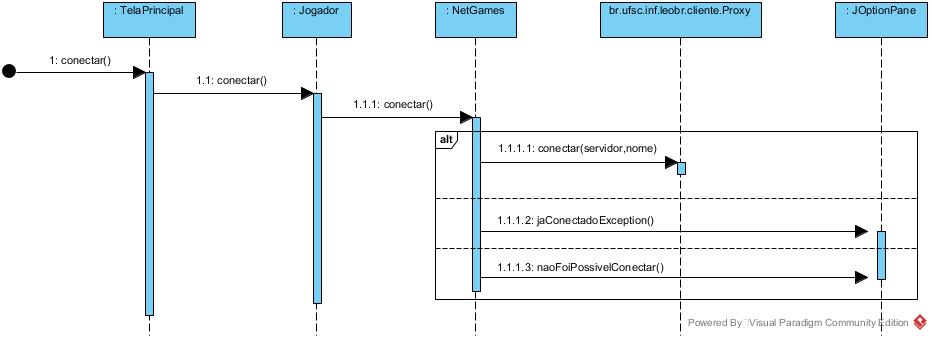 : TelaPrincipal
: Jogador
: NetGames
br.ufsc.inf.leobr.cliente.Proxy
: JOptionPane
1: conectar()
1.1: conectar()
1.1.1: conectar()
alt
1.1.1.1: conectar(servidor,nome)
1.1.1.2: jaConectadoException()
1.1.1.3: naoFoiPossivelConectar()
Powered By Visual Paradigm Community Edition